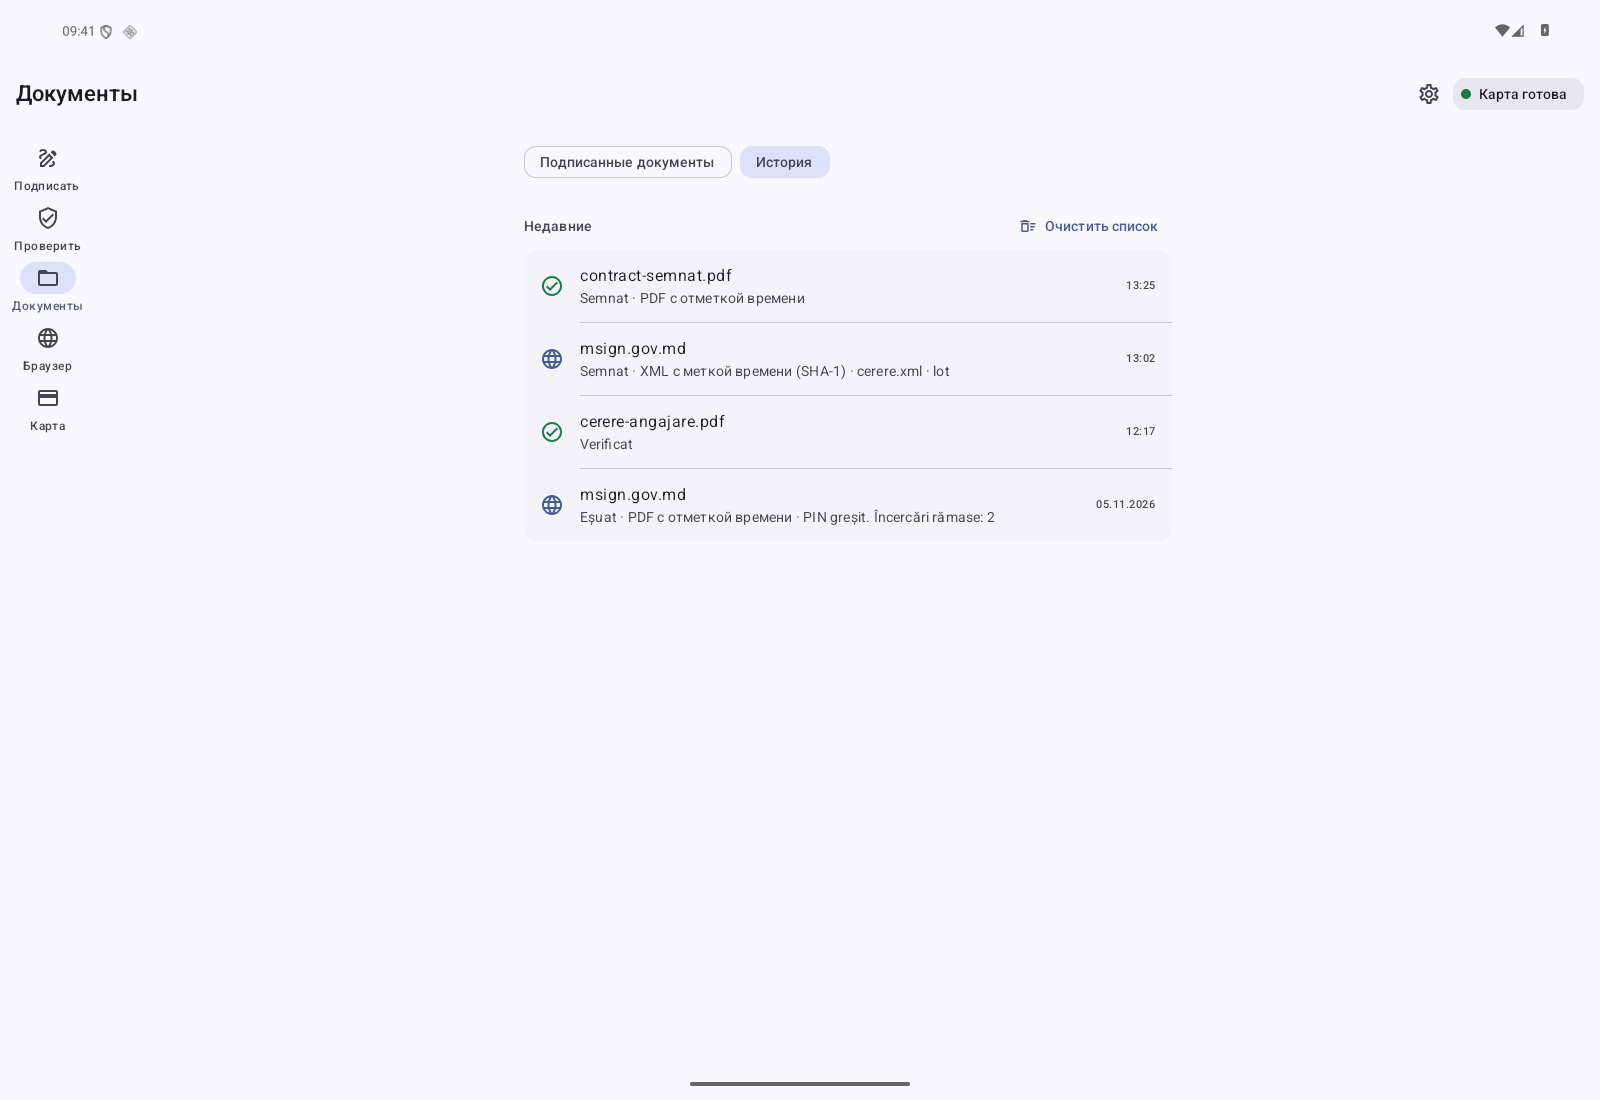 09:41
Документы
Карта готова
Подписать
Проверить
Документы
Браузер
Карта
Подписанные документы
История
Недавние
Очистить список
contract-semnat.pdf
Semnat · PDF с отметкой времени
13:25
msign.gov.md
Semnat · XML с меткой времени (SHA-1) · cerere.xml · lot
13:02
cerere-angajare.pdf
Verificat
12:17
msign.gov.md
Eșuat · PDF с отметкой времени · PIN greșit. Încercări rămase: 2
05.11.2026